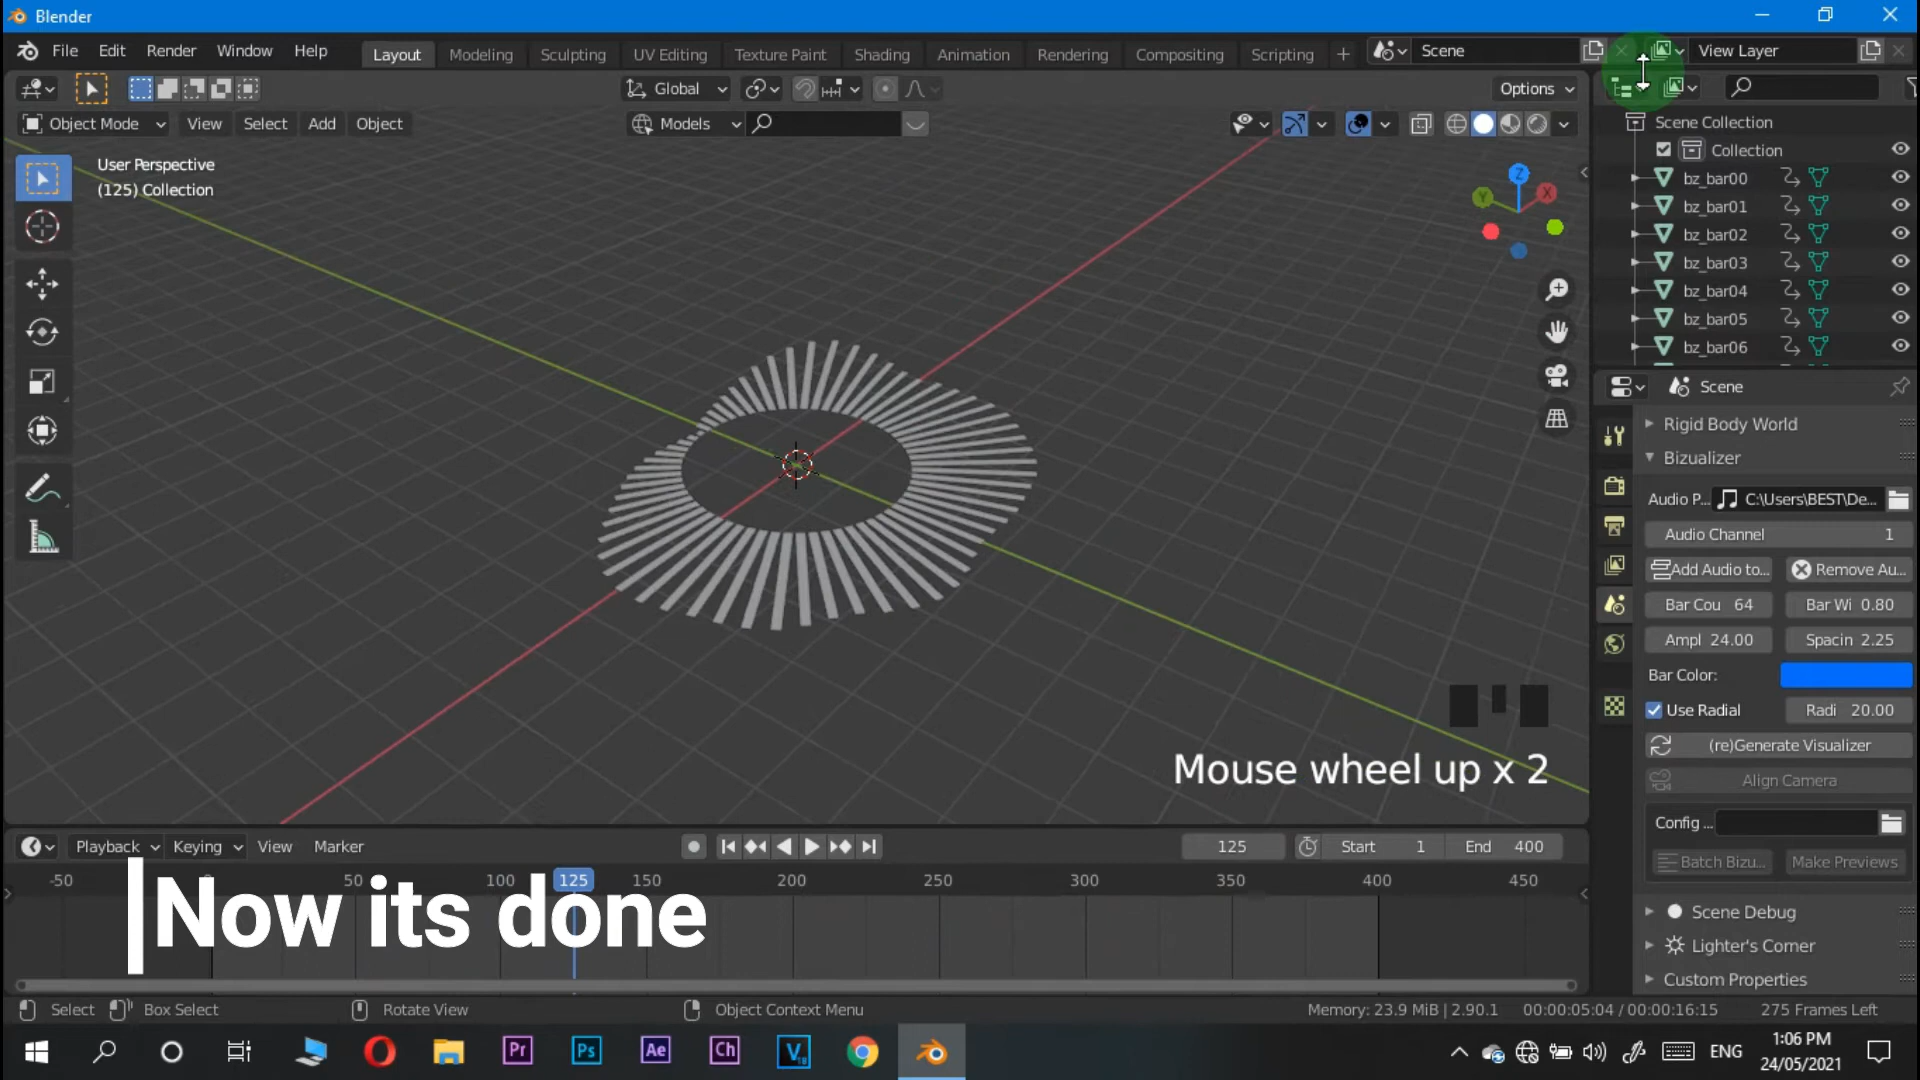 Blender
File Edit Render Window Help
Layout Modeling Sculpting UV Editing Texture Paint Shading Animation Rendering Compositing Scripting + Scene View Layer
Global Options
Object Mode View Select Add Object Models
User Perspective
(125) Collection
Z
Y
X
Scene Collection
Collection
bz_bar00
bz_bar01
bz_bar02
bz_bar03
bz_bar04
bz_bar05
bz_bar06
Scene
Rigid Body World
Bizualizer
Audio P... C:\Users\BEST\De...
Audio Channel 1
Add Audio to... Remove Au...
Bar Cou 64 Bar Wi 0.80
Ampl 24.00 Spacin 2.25
Bar Color:
Use Radial Radi 20.00
(re)Generate Visualizer
Align Camera
Config ...
Batch Bizu... Make Previews
Scene Debug
Lighter's Corner
Custom Properties
Mouse wheel up x 2
Playback Keying View Marker 125 Start 1 End 400
-50 50 100 125 150 200 250 300 350 400 450
Now its done
Select Box Select Rotate View Object Context Menu Memory: 23.9 MiB | 2.90.1 00:00:05:04 / 00:00:16:15 275 Frames Left
Pr Ps Ae Ch V ENG
1:06 PM
24/05/2021